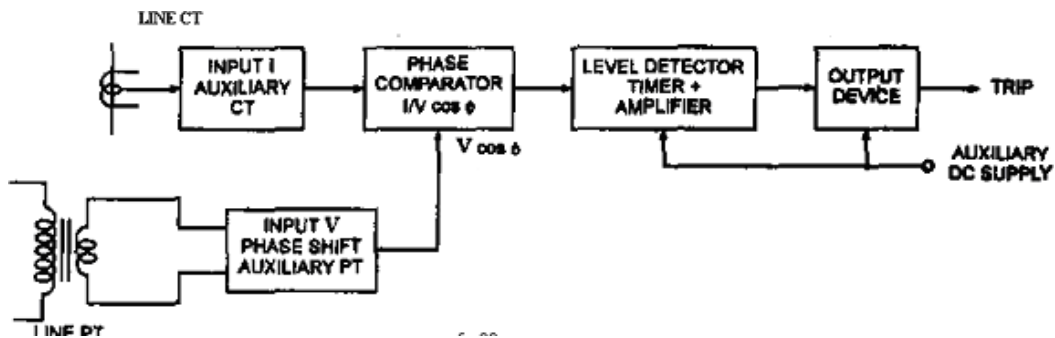 LINE CT
INPUT I
AUXILIARY
CT
PHASE
COMPARATOR
I/V cos ϕ
LEVEL DETECTOR
TIMER +
AMPLIFIER
OUTPUT
DEVICE
TRIP
V cos ϕ
AUXILIARY
DC SUPPLY
INPUT V
PHASE SHIFT
AUXILIARY PT
LINE PT